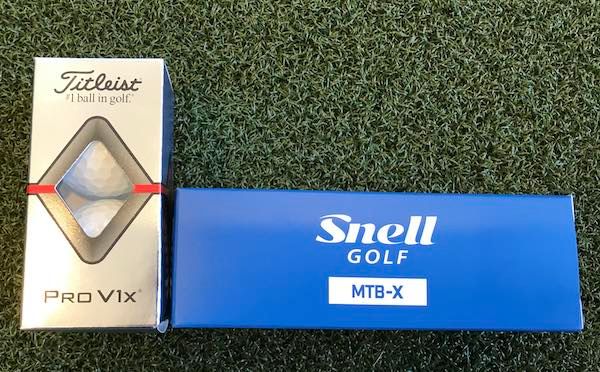 Titleist
#1 ball in golf.®
PRO V1x®
Snell
GOLF
MTB-X